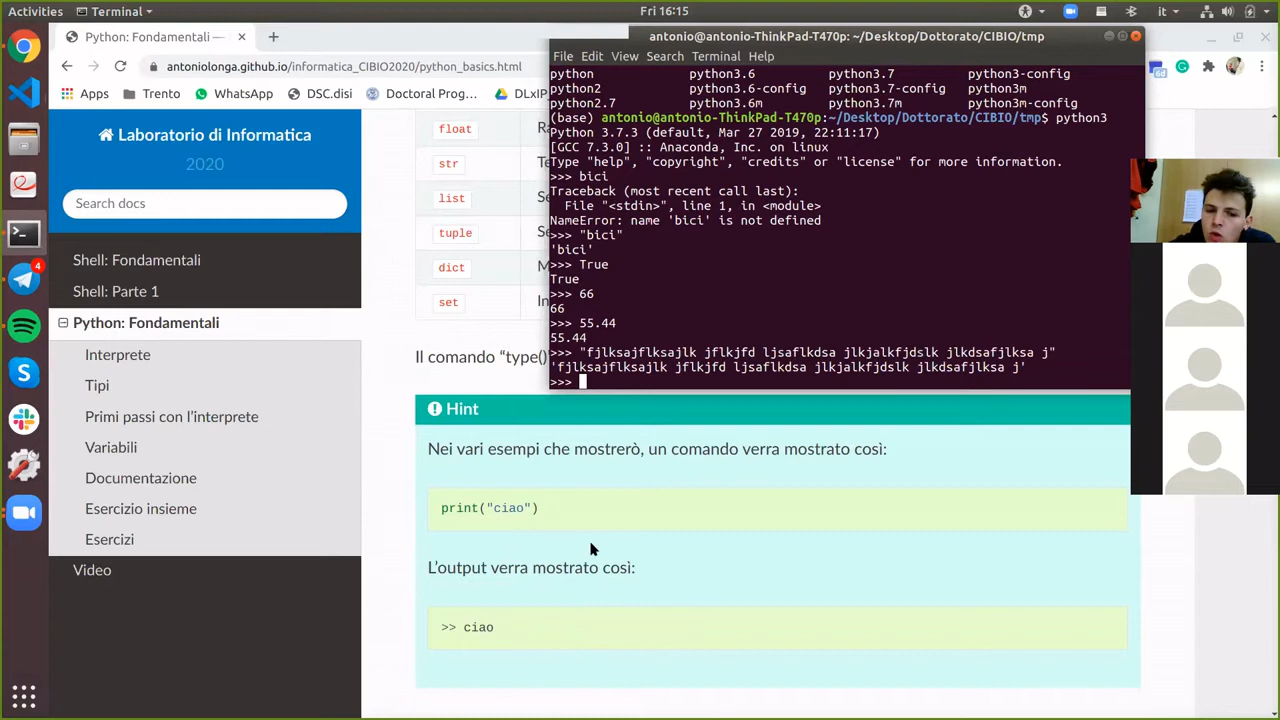 Activities
Terminal
Fri 16:15
it
Python: Fondamentali —
antoniolonga.github.io/informatica_CIBIO2020/python_basics.html
Apps
Trento
WhatsApp
DSC.disi
Doctoral Prog…
DLxIP
Laboratorio di Informatica
2020
Search docs
Shell: Fondamentali
Shell: Parte 1
Python: Fondamentali
Interprete
Tipi
Primi passi con l'interprete
Variabili
Documentazione
Esercizio insieme
Esercizi
Video
4
float
str
list
tuple
dict
set
Il comando “type()
Hint
Nei vari esempi che mostrerò, un comando verra mostrato così:
print("ciao")
L'output verra mostrato così:
>> ciao
antonio@antonio-ThinkPad-T470p: ~/Desktop/Dottorato/CIBIO/tmp
File Edit View Search Terminal Help
python python3.6 python3.7 python3-config
python2 python3.6-config python3.7-config python3m
python2.7 python3.6m python3.7m python3m-config
(base) antonio@antonio-ThinkPad-T470p:~/Desktop/Dottorato/CIBIO/tmp$ python3
Python 3.7.3 (default, Mar 27 2019, 22:11:17)
[GCC 7.3.0] :: Anaconda, Inc. on linux
Type "help", "copyright", "credits" or "license" for more information.
>>> bici
Traceback (most recent call last):
File "<stdin>", line 1, in <module>
NameError: name 'bici' is not defined
>>> "bici"
'bici'
>>> True
True
>>> 66
66
>>> 55.44
55.44
>>> "fjlksajflksajlk jflkjfd ljsaflkdsa jlkjalkfjdslk jlkdsafjlksa j"
'fjlksajflksajlk jflkjfd ljsaflkdsa jlkjalkfjdslk jlkdsafjlksa j'
>>>